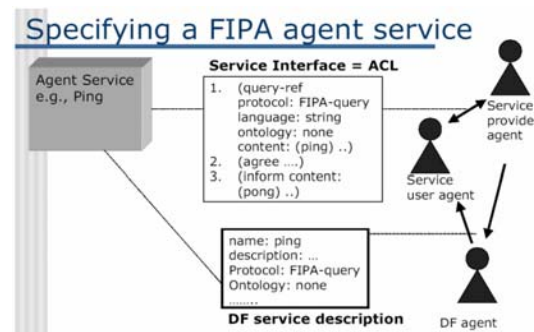 Specifying a FIPA agent service
Agent Service
e.g., Ping
Service Interface = ACL
1. (query-ref
protocol: FIPA-query
language: string
ontology: none
content: (ping) ..)
2. (agree ....)
3. (inform content:
(pong) ..)
Service
provide
agent
Service
user agent
name: ping
description: ...
Protocol: FIPA-query
Ontology: none
........
DF service description
DF agent